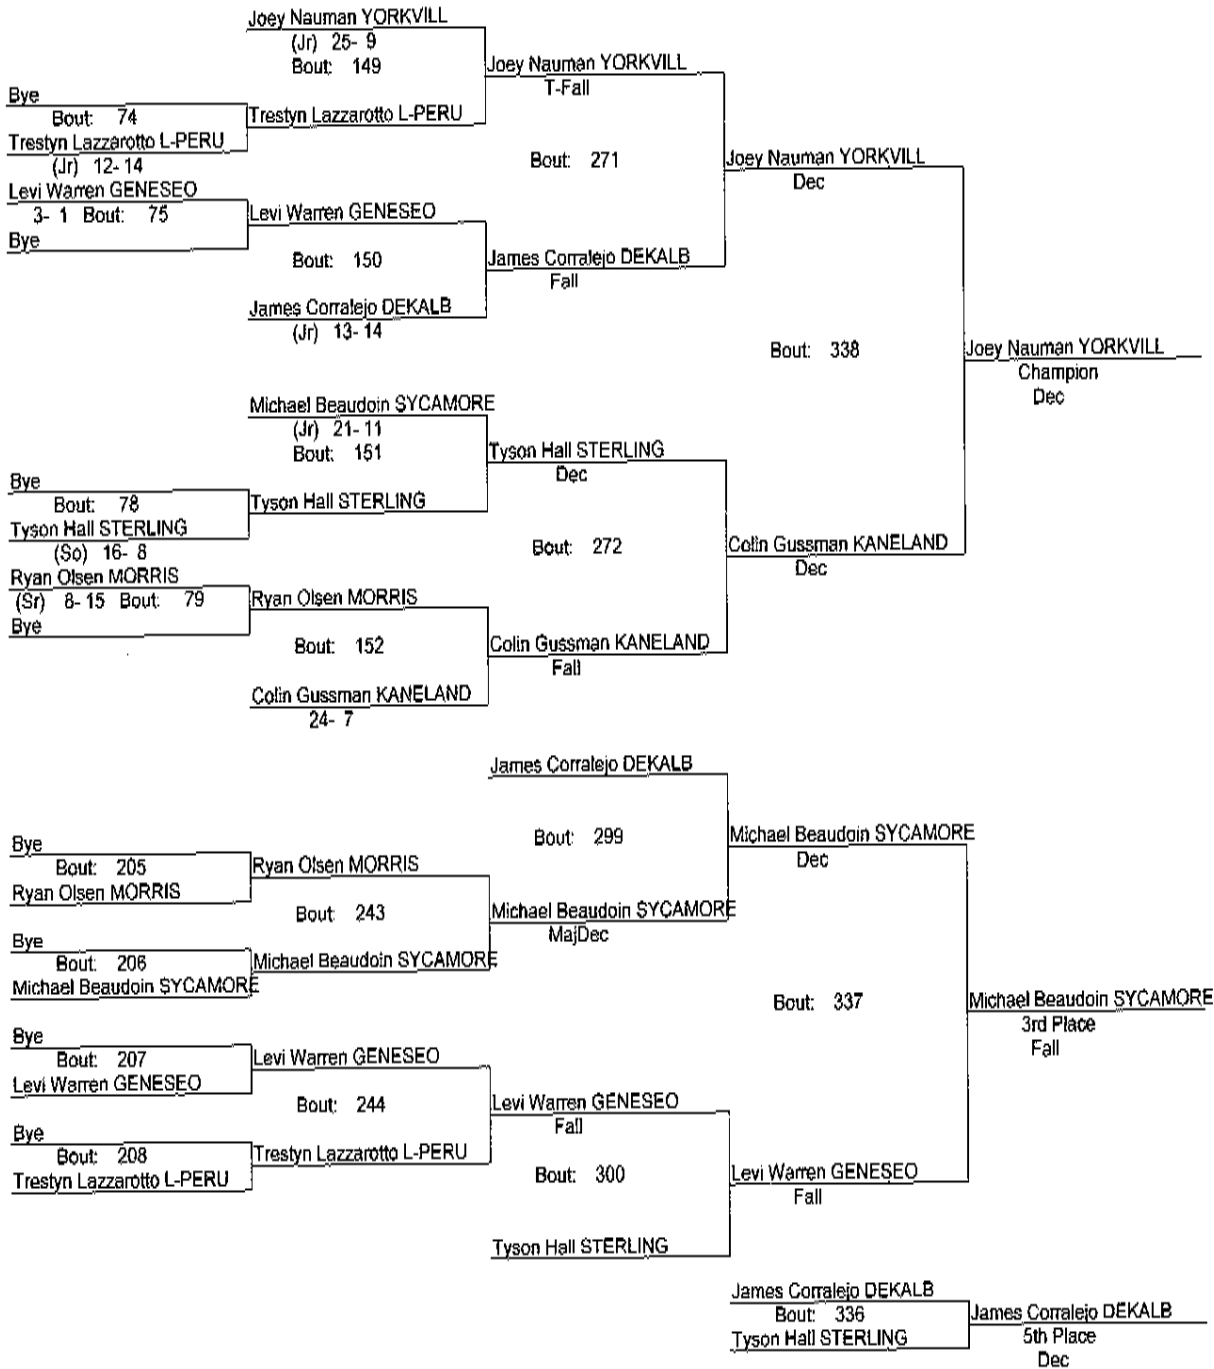 Joey Nauman YORKVILL
(Jr) 25- 9
Bout: 149
Joey Nauman YORKVILL
T-Fall
Bye
Bout: 74
Trestyn Lazzarotto L-PERU
Trestyn Lazzarotto L-PERU
(Jr) 12- 14
Bout: 271
Joey Nauman YORKVILL
Dec
Levi Warren GENESEO
3- 1 Bout: 75
Levi Warren GENESEO
Bye
Bout: 150
James Corralejo DEKALB
Fall
James Corralejo DEKALB
(Jr) 13- 14
Bout: 338
Joey Nauman YORKVILL
Champion
Dec
Michael Beaudoin SYCAMORE
(Jr) 21- 11
Bout: 151
Tyson Hall STERLING
Dec
Bye
Bout: 78
Tyson Hall STERLING
Tyson Hall STERLING
(So) 16- 8
Bout: 272
Colin Gussman KANELAND
Dec
Ryan Olsen MORRIS
(Sr) 8- 15 Bout: 79
Ryan Olsen MORRIS
Bye
Bout: 152
Colin Gussman KANELAND
Fall
Colin Gussman KANELAND
24- 7
James Corralejo DEKALB
Bout: 299
Michael Beaudoin SYCAMORE
Dec
Bye
Bout: 205
Ryan Olsen MORRIS
Ryan Olsen MORRIS
Bout: 243
Michael Beaudoin SYCAMORE
MajDec
Bye
Bout: 206
Michael Beaudoin SYCAMORE
Michael Beaudoin SYCAMORE
Bout: 337
Michael Beaudoin SYCAMORE
3rd Place
Fall
Bye
Bout: 207
Levi Warren GENESEO
Levi Warren GENESEO
Bout: 244
Levi Warren GENESEO
Fall
Bye
Bout: 208
Trestyn Lazzarotto L-PERU
Trestyn Lazzarotto L-PERU
Bout: 300
Levi Warren GENESEO
Fall
Tyson Hall STERLING
James Corralejo DEKALB
Bout: 336
Tyson Hall STERLING
James Corralejo DEKALB
5th Place
Dec